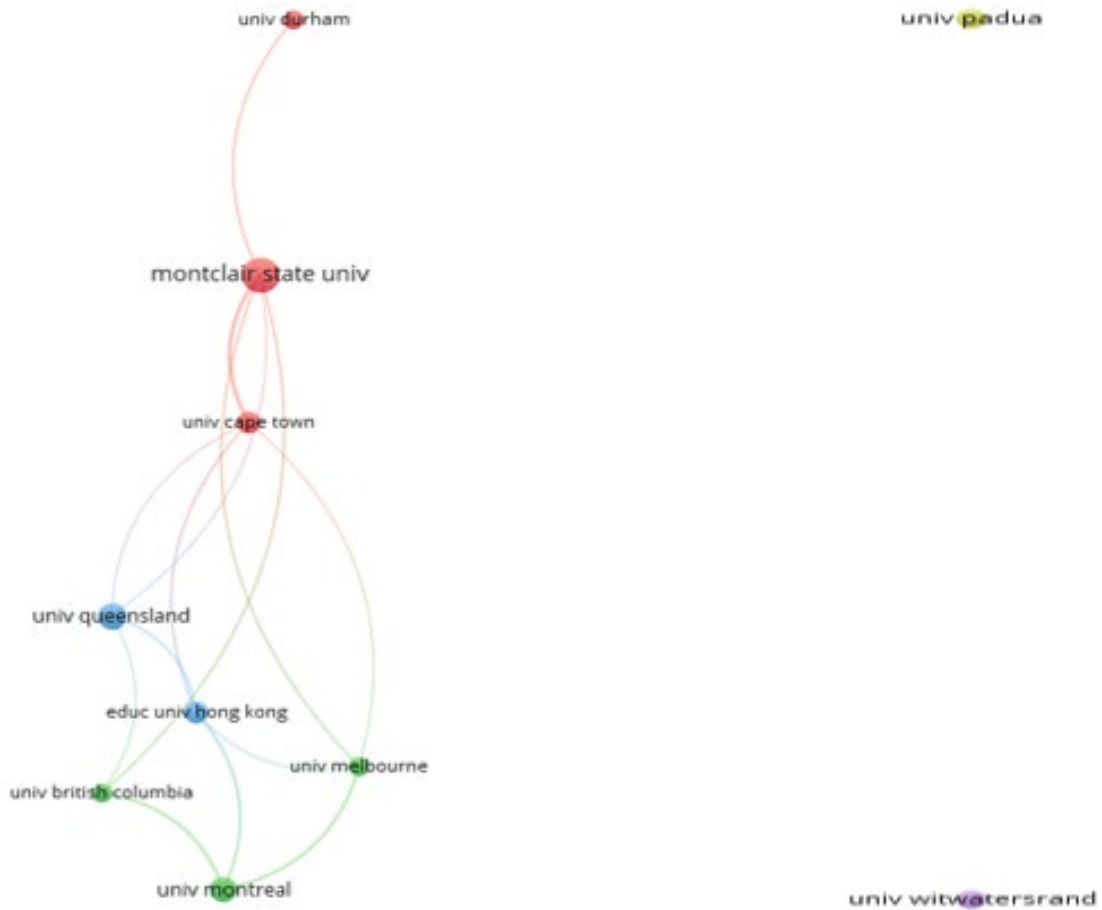 univ durham
univ padua
montclair state univ
univ cape town
univ queensland
educ univ hong kong
univ melbourne
univ british columbia
univ montreal
univ witwatersrand